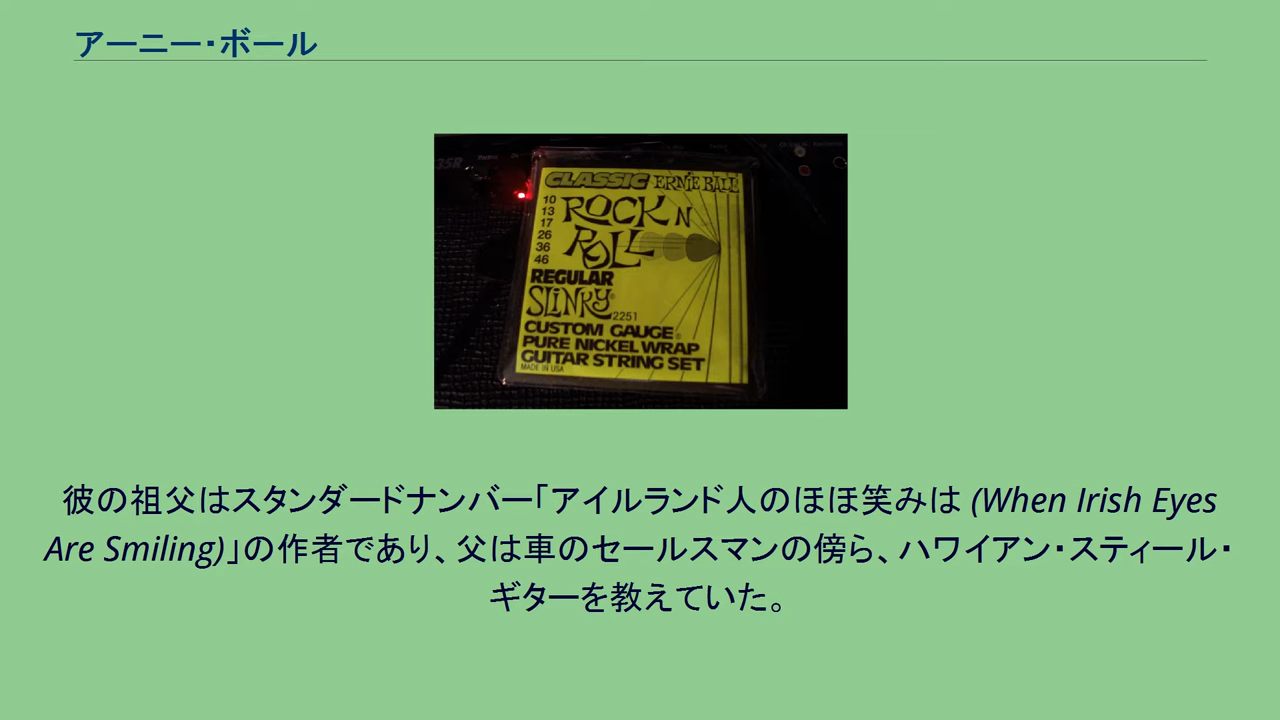 アーニー・ボール
35R
CLASSIC ERNIE BALL
10
13
17
26
36
46
ROCK N
ROLL
REGULAR
SLINKY®
2251
CUSTOM GAUGE®
PURE NICKEL WRAP
GUITAR STRING SET
MADE IN USA
彼の祖父はスタンダードナンバー「アイルランド人のほほ笑みは (When Irish Eyes
Are Smiling)」の作者であり、父は車のセールスマンの傍ら、ハワイアン・スティール・
ギターを教えていた。